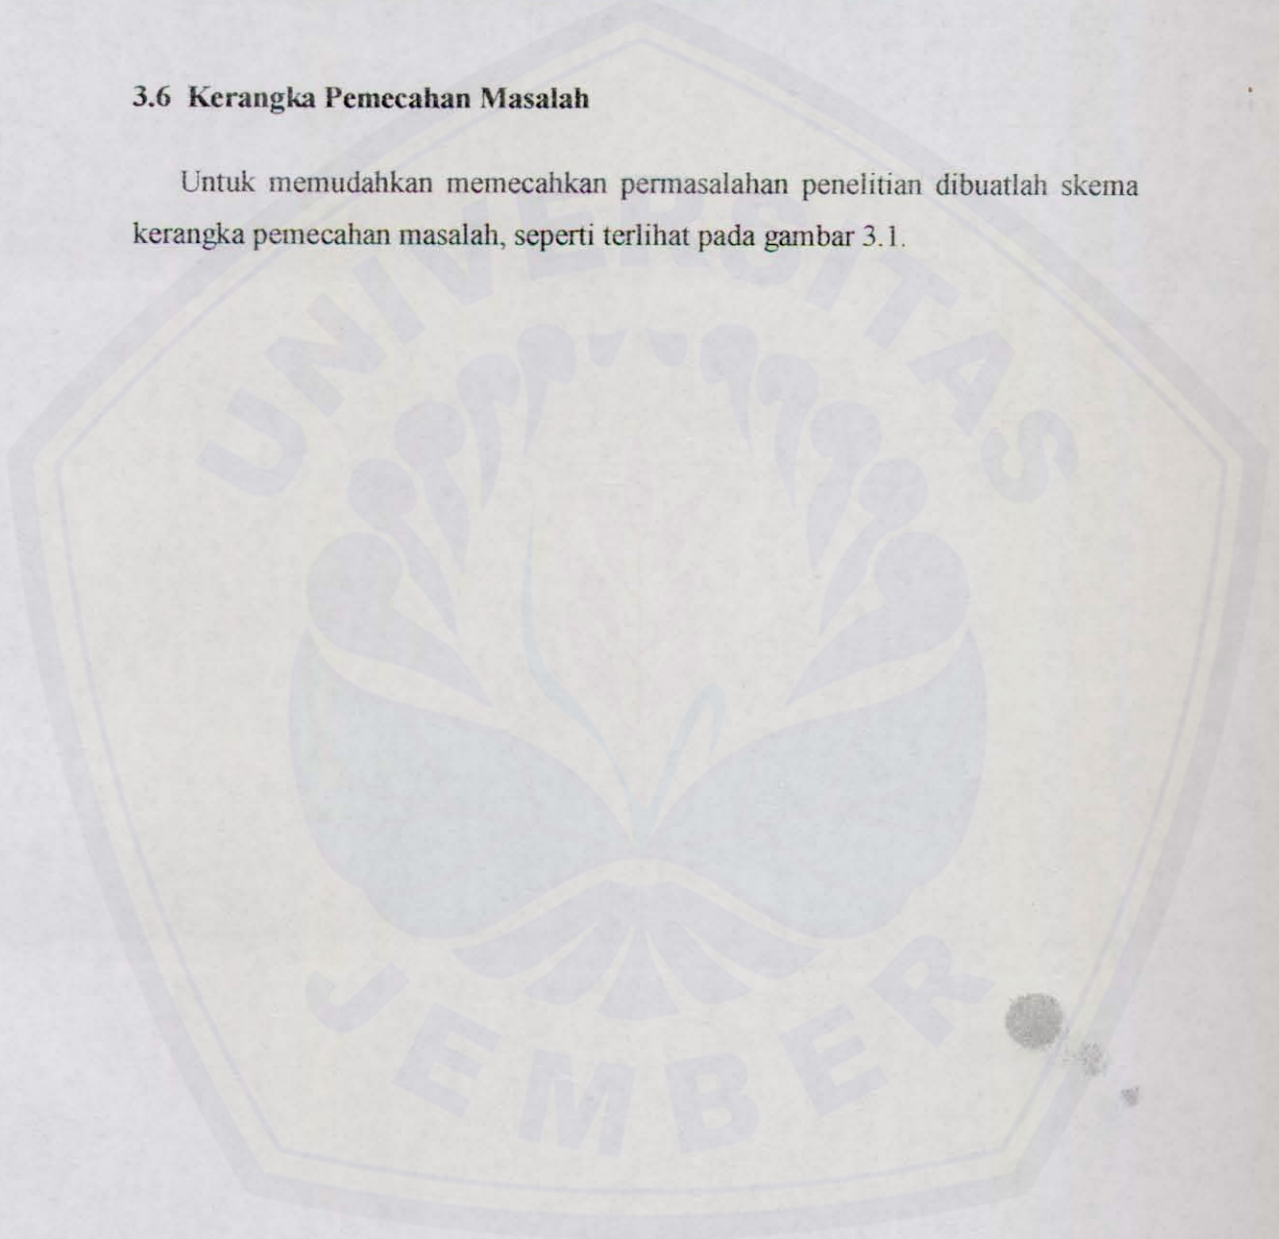 3.6 Kerangka Pemecahan Masalah
Untuk memudahkan memecahkan permasalahan penelitian dibuatlah skema
kerangka pemecahan masalah, seperti terlihat pada gambar 3.1.
UNIVERSITAS
JEMBER